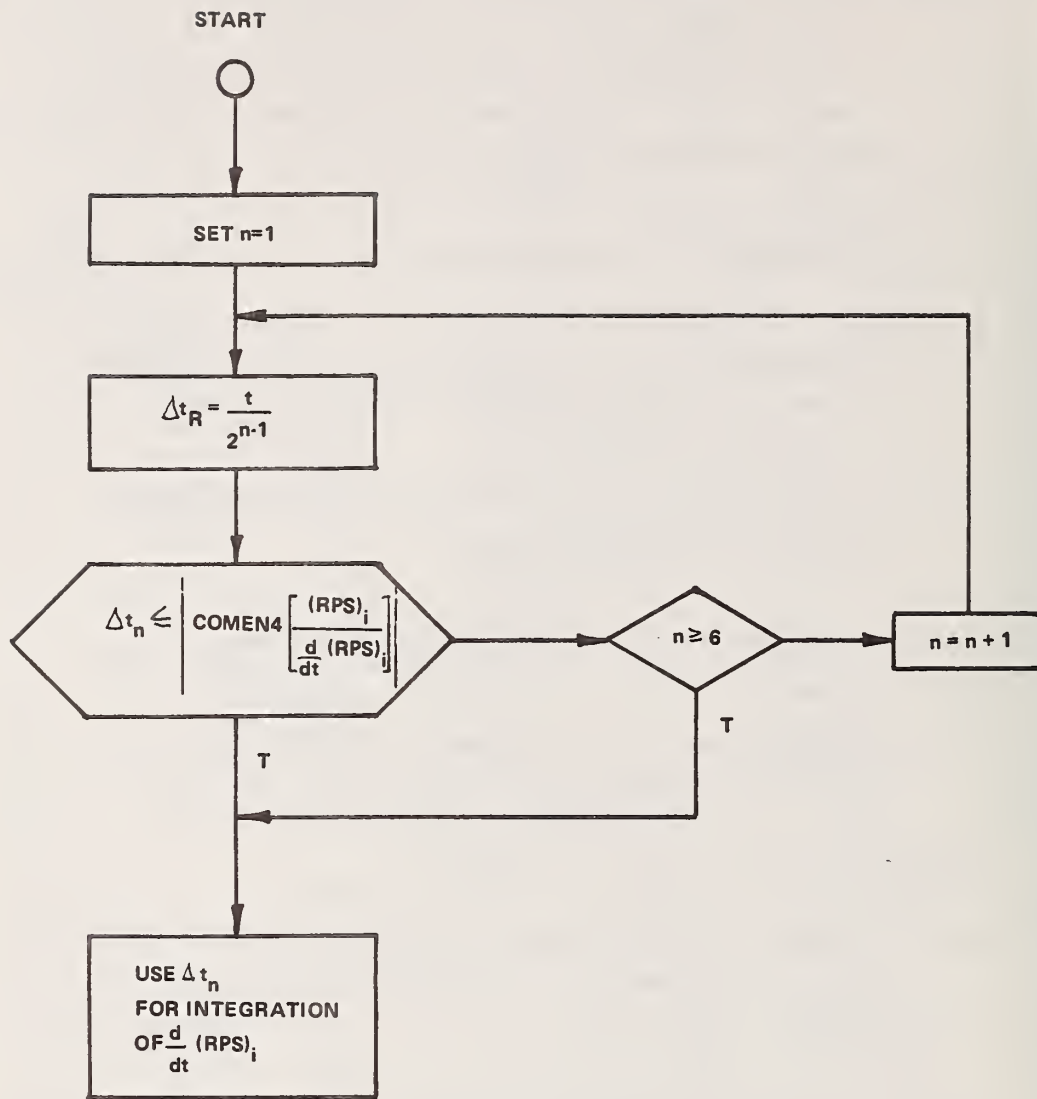 START
SET n=1
Δt_R = t / 2^{n-1}
Δt_n ≤ | COMEN4 [ (RPS)_i / d/dt (RPS)_i ] |
n ≥ 6
n = n + 1
T
T
USE Δt_n
FOR INTEGRATION
OF d/dt (RPS)_i